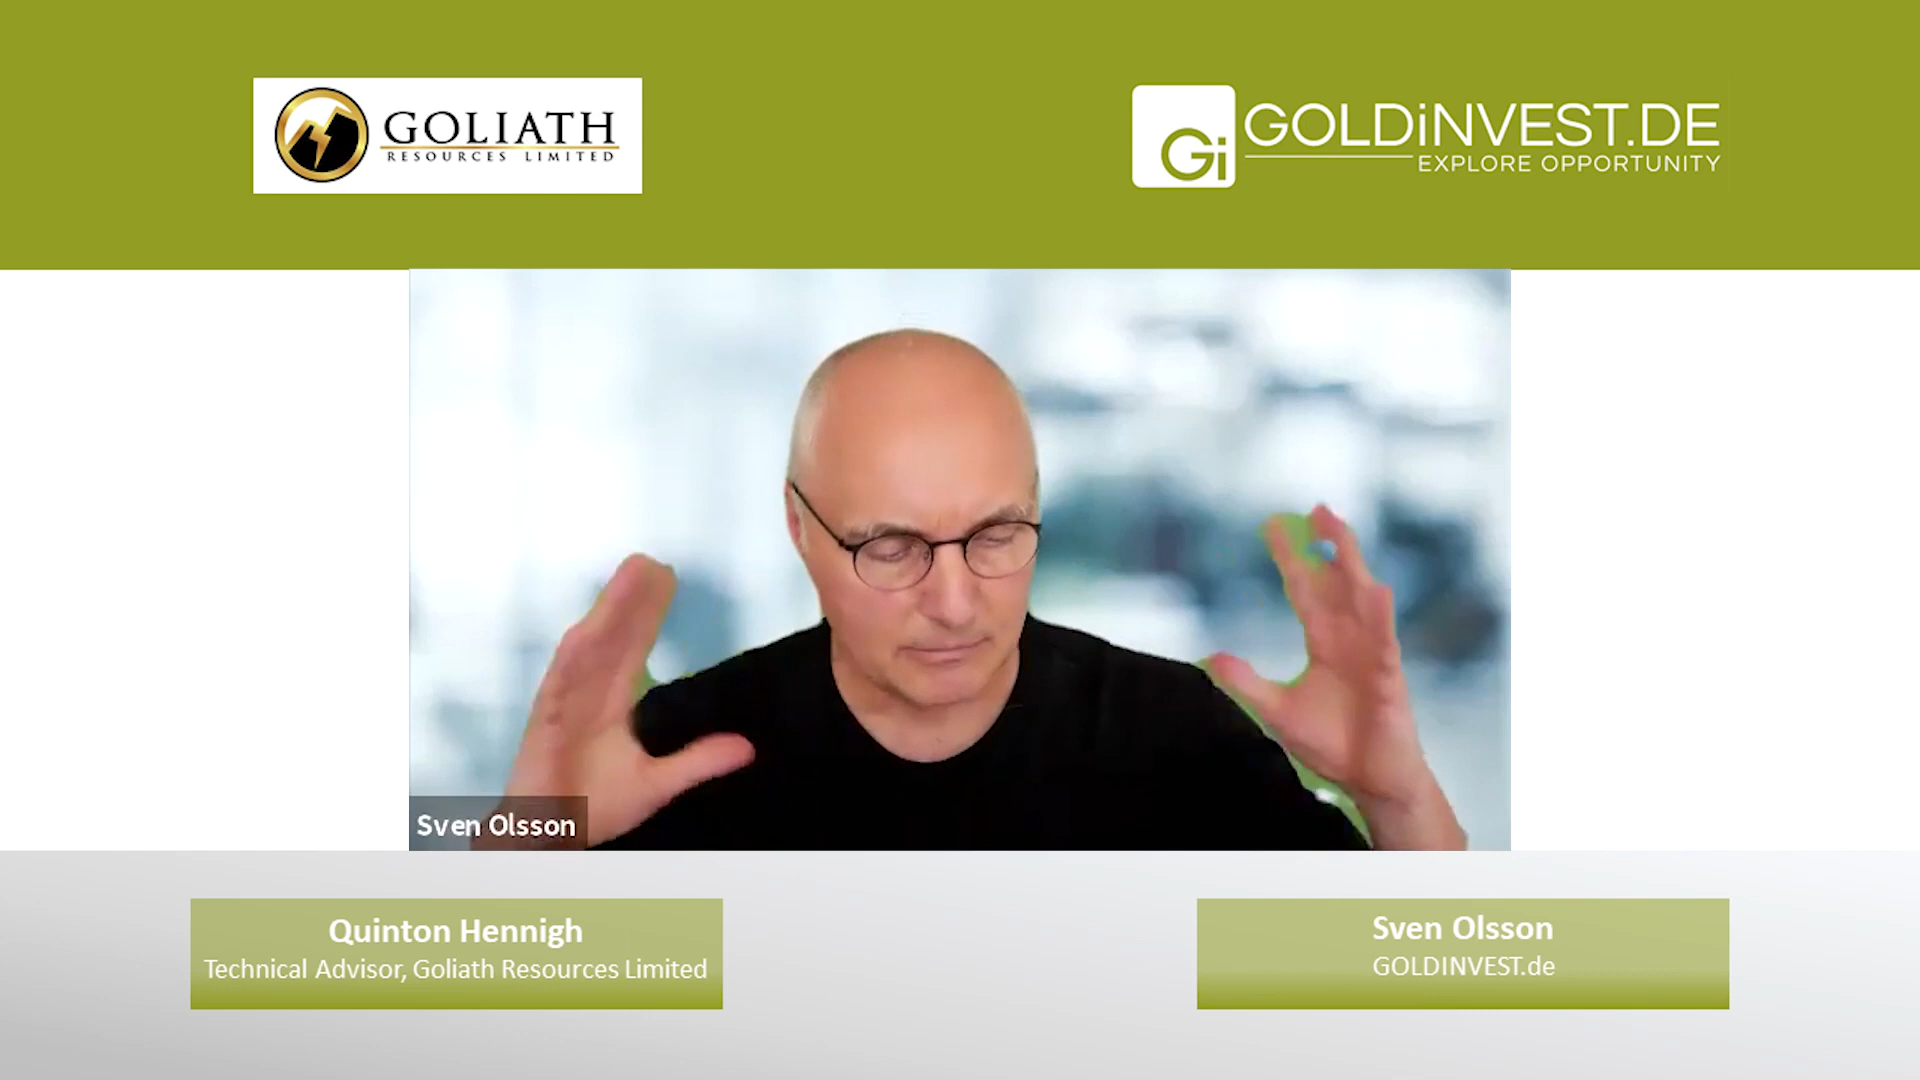 GOLIATH
RESOURCES LIMITED
Gi
GOLDiNVEST.DE
EXPLORE OPPORTUNITY
Sven Olsson
Quinton Hennigh
Technical Advisor, Goliath Resources Limited
Sven Olsson
GOLDINVEST.de